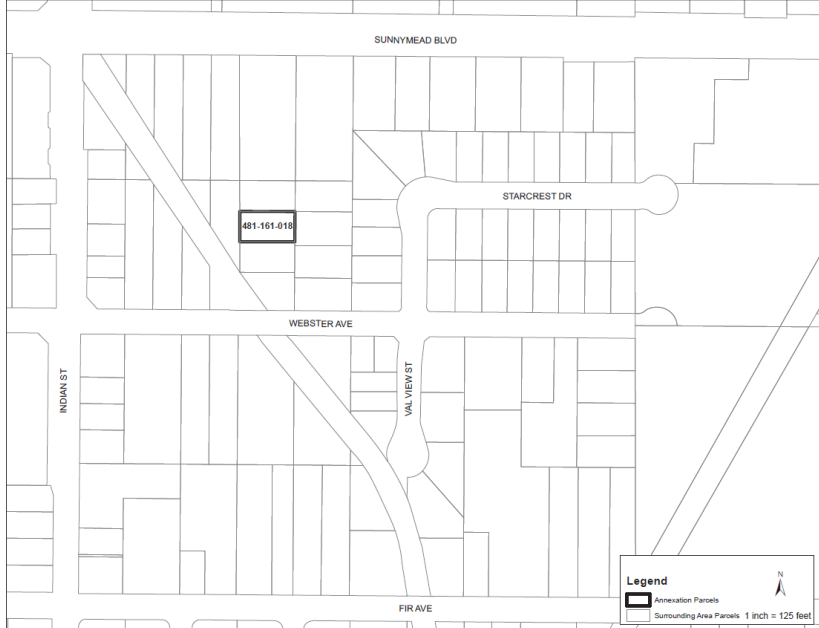 SUNNYMEAD BLVD
STARCREST DR
481-161-018
WEBSTER AVE
INDIAN ST
VAL VIEW ST
FIR AVE
Legend
N
Annexation Parcels
Surrounding Area Parcels 1 inch = 125 feet